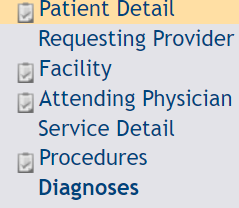 Patient Detail
Requesting Provider
Facility
Attending Physician
Service Detail
Procedures
Diagnoses